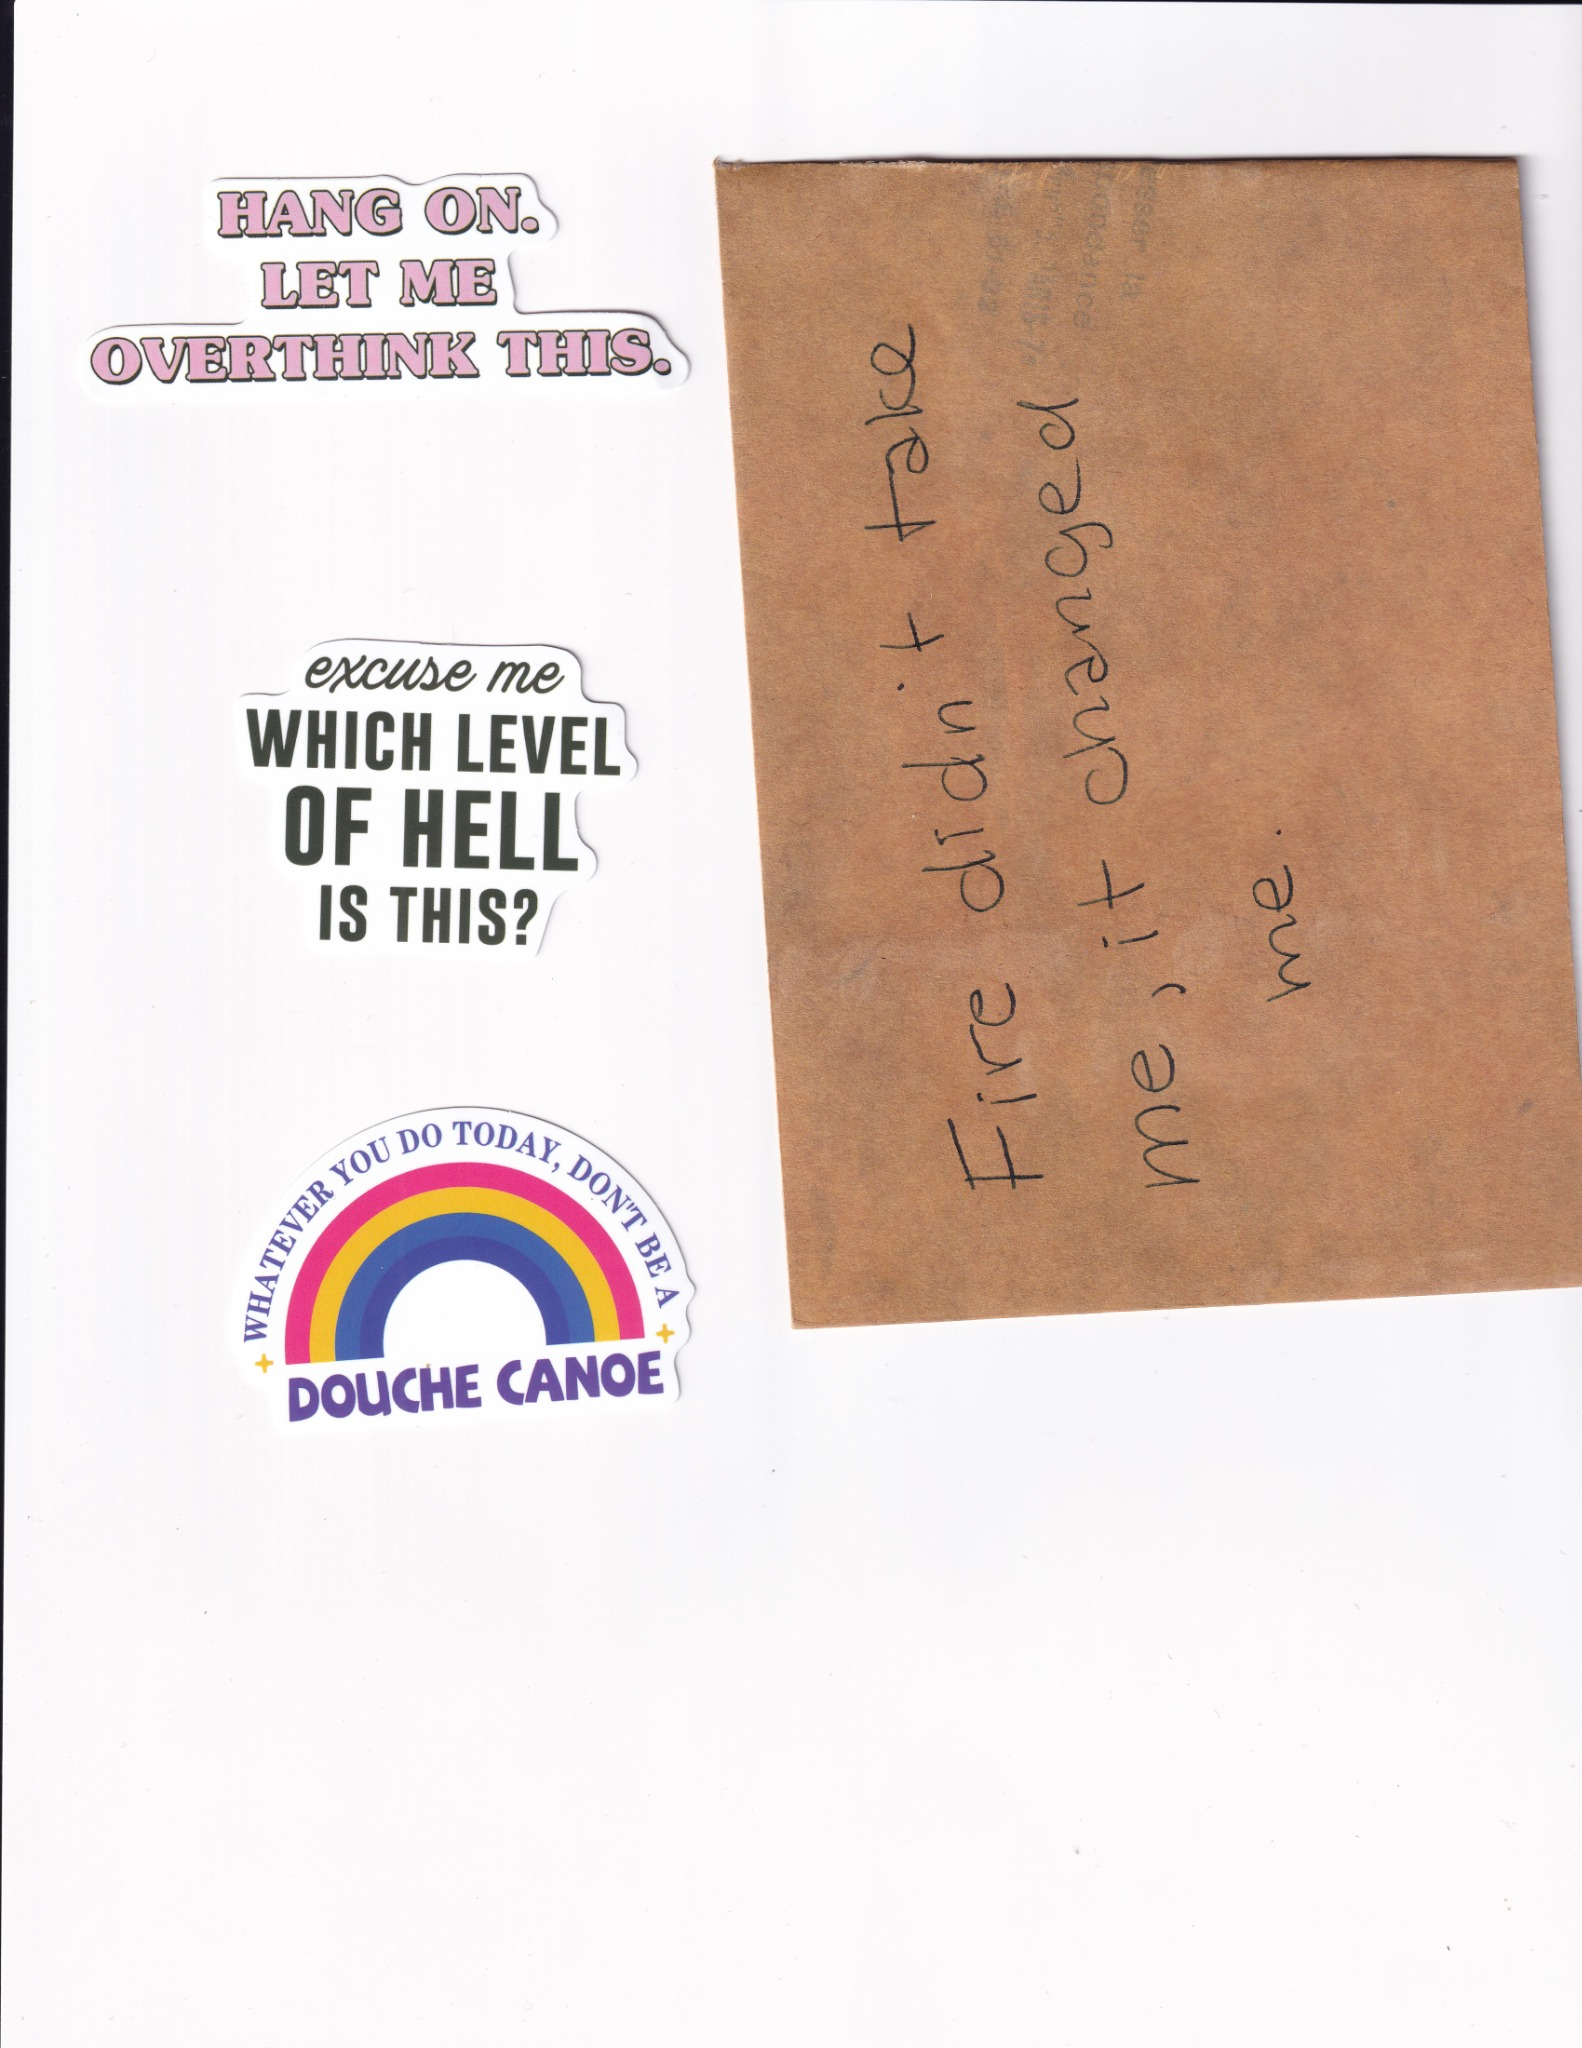 HANG ON.
LET ME
OVERTHINK THIS.
excuse me
WHICH LEVEL
OF HELL
IS THIS?
WHATEVER YOU DO TODAY, DON'T BE A
DOUCHE CANOE
Fire didn't take
me, it changed
me.